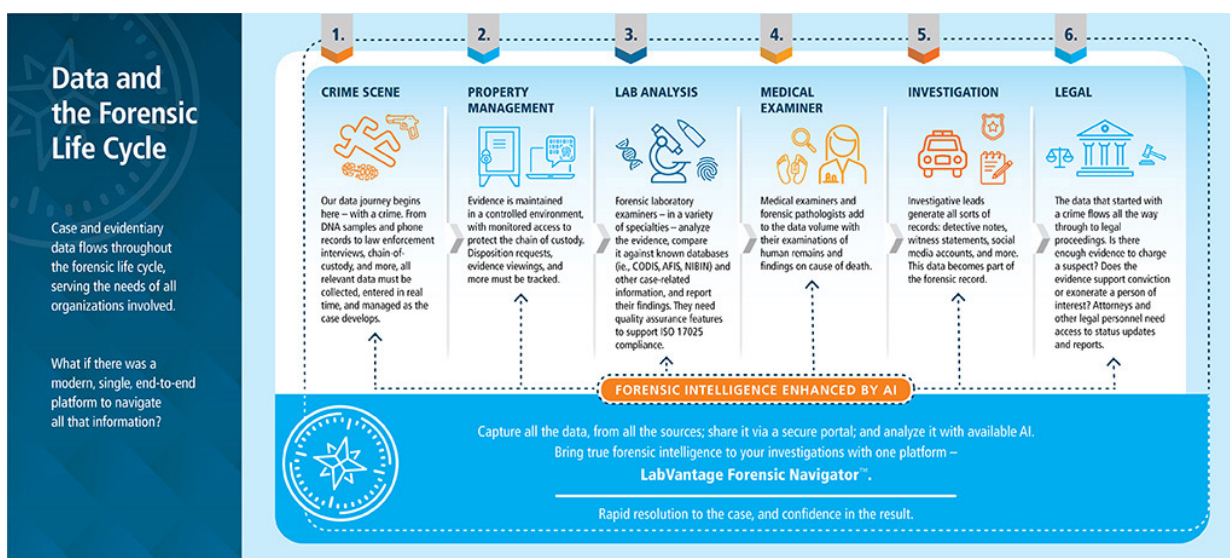 Data and
the Forensic
Life Cycle
Case and evidentiary
data flows throughout
the forensic life cycle,
serving the needs of all
organizations involved.
What if there was a
modern, single, end-to-end
platform to navigate
all that information?
1.
CRIME SCENE
Our data journey begins
here – with a crime. From
DNA samples and phone
records to law enforcement
interviews, chain-of-
custody, and more, all
relevant data must be
collected, entered in real
time, and managed as the
case develops.
2.
PROPERTY
MANAGEMENT
Evidence is maintained
in a controlled environment,
with monitored access to
protect the chain of custody.
Disposition requests,
evidence viewings, and
more must be tracked.
3.
LAB ANALYSIS
Forensic laboratory
examiners – in a variety
of specialties – analyze
the evidence, compare
it against known databases
(ie., CODIS, AFIS, NIBIN) and
other case-related
information, and report
their findings. They need
quality assurance features
to support ISO 17025
compliance.
4.
MEDICAL
EXAMINER
Medical examiners and
forensic pathologists add
to the data volume with
their examinations of
human remains and
findings on cause of death.
5.
INVESTIGATION
Investigative leads
generate all sorts of
records: detective notes,
witness statements, social
media accounts, and more.
This data becomes part of
the forensic record.
6.
LEGAL
The data that started with
a crime flows all the way
through to legal
proceedings. Is there
enough evidence to charge
a suspect? Does the
evidence support conviction
or exonerate a person of
interest? Attorneys and
other legal personnel need
access to status updates
and reports.
FORENSIC INTELLIGENCE ENHANCED BY AI
Capture all the data, from all the sources; share it via a secure portal; and analyze it with available AI.
Bring true forensic intelligence to your investigations with one platform –
LabVantage Forensic Navigator™.
Rapid resolution to the case, and confidence in the result.